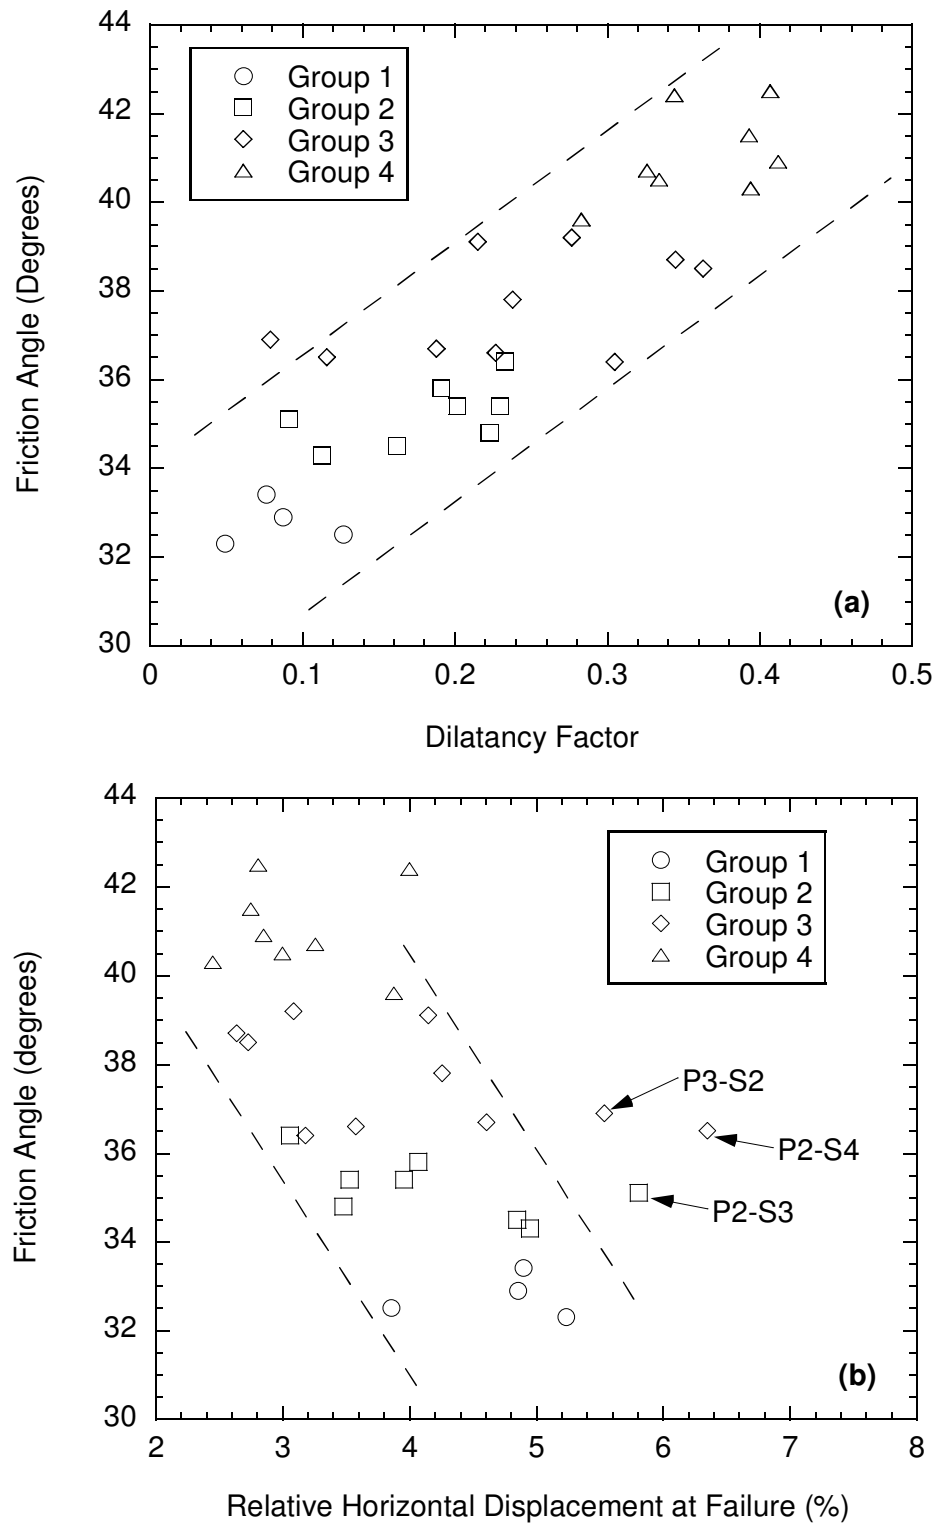 44
42
40
38
36
34
32
30
Friction Angle (Degrees)
Group 1
Group 2
Group 3
Group 4
(a)
0 0.1 0.2 0.3 0.4 0.5
Dilatancy Factor
44
42
40
38
36
34
32
30
Friction Angle (degrees)
Group 1
Group 2
Group 3
Group 4
P3-S2
P2-S4
P2-S3
(b)
2 3 4 5 6 7 8
Relative Horizontal Displacement at Failure (%)